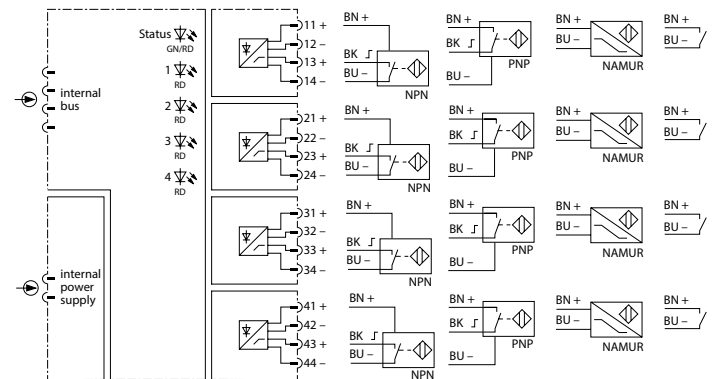 Status
GN/RD
1
RD
2
RD
3
RD
4
RD
internal
bus
internal
power
supply
11 +
12 –
13 +
14 –
BN +
BK
BU –
NPN
BN +
BK
BU –
PNP
BN +
BU –
NAMUR
BN +
BU –
21 +
22 –
23 +
24 –
BN +
BK
BU –
NPN
BN +
BK
BU –
PNP
BN +
BU –
NAMUR
BN +
BU –
31 +
32 –
33 +
34 –
BN +
BK
BU –
NPN
BN +
BK
BU –
PNP
BN +
BU –
NAMUR
BN +
BU –
41 +
42 –
43 +
44 –
BN +
BK
BU –
NPN
BN +
BK
BU –
PNP
BN +
BU –
NAMUR
BN +
BU –